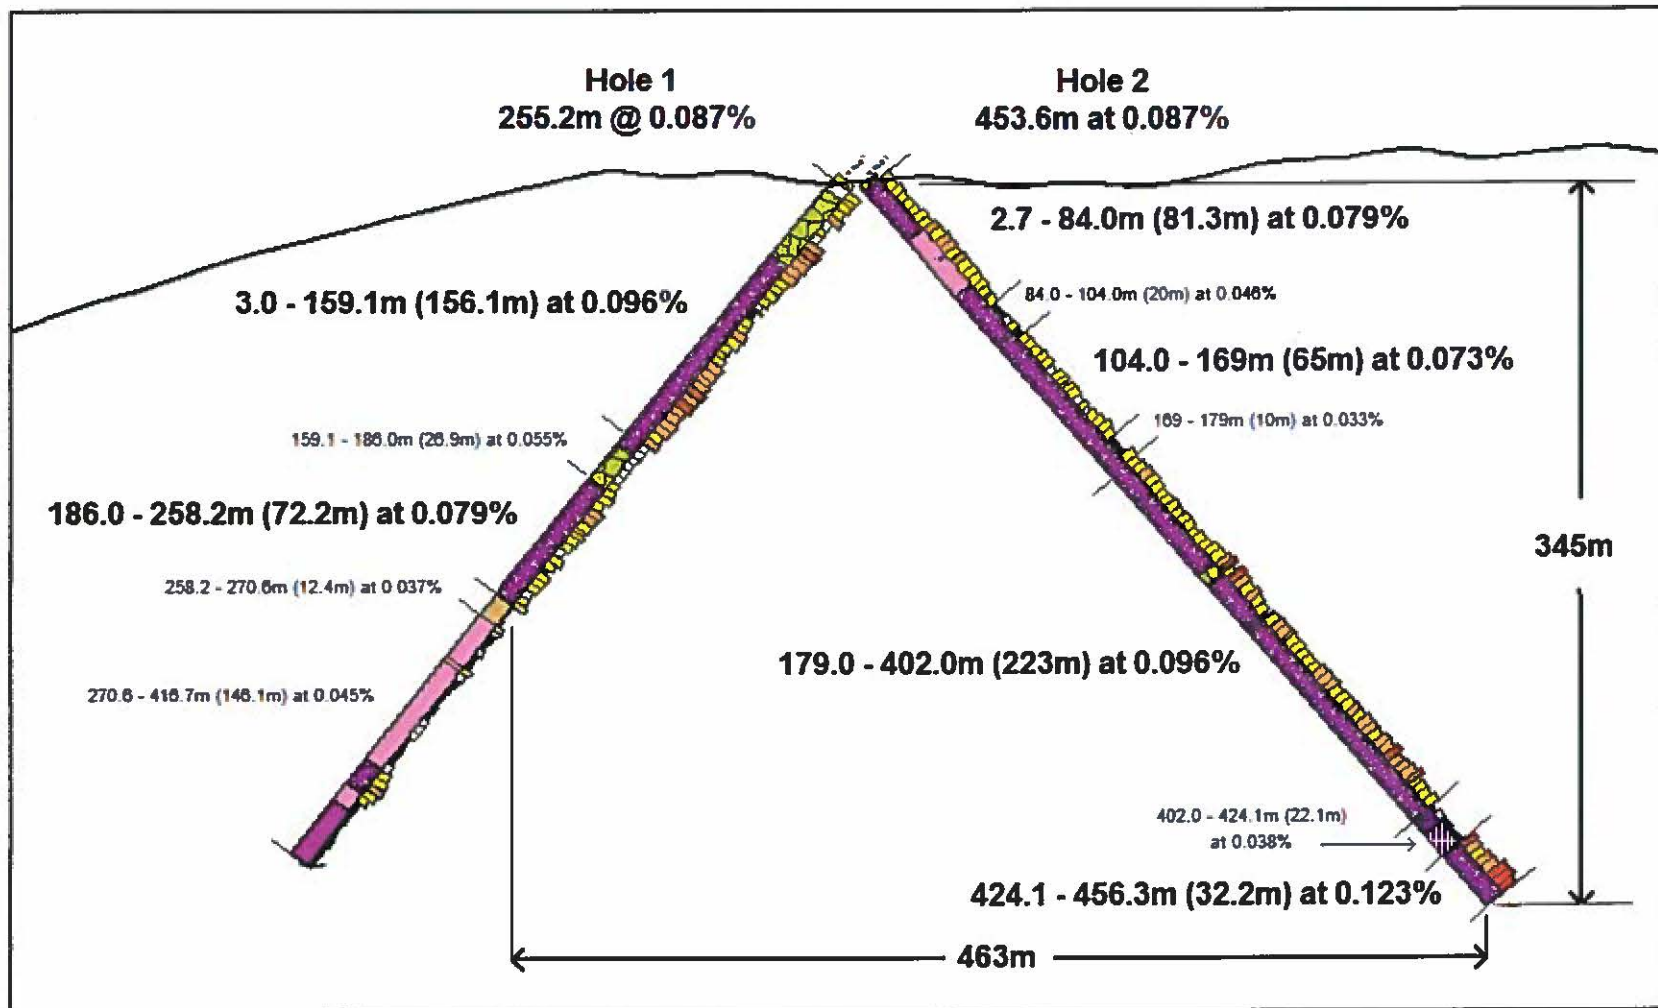 Hole 1
255.2m @ 0.087%
Hole 2
453.6m at 0.087%
2.7 - 84.0m (81.3m) at 0.079%
84.0 - 104.0m (20m) at 0.046%
3.0 - 159.1m (156.1m) at 0.096%
104.0 - 169m (65m) at 0.073%
169 - 179m (10m) at 0.033%
159.1 - 186.0m (26.9m) at 0.055%
186.0 - 258.2m (72.2m) at 0.079%
345m
258.2 - 270.6m (12.4m) at 0.037%
179.0 - 402.0m (223m) at 0.096%
270.6 - 416.7m (146.1m) at 0.045%
402.0 - 424.1m (22.1m)
at 0.038%
424.1 - 456.3m (32.2m) at 0.123%
463m